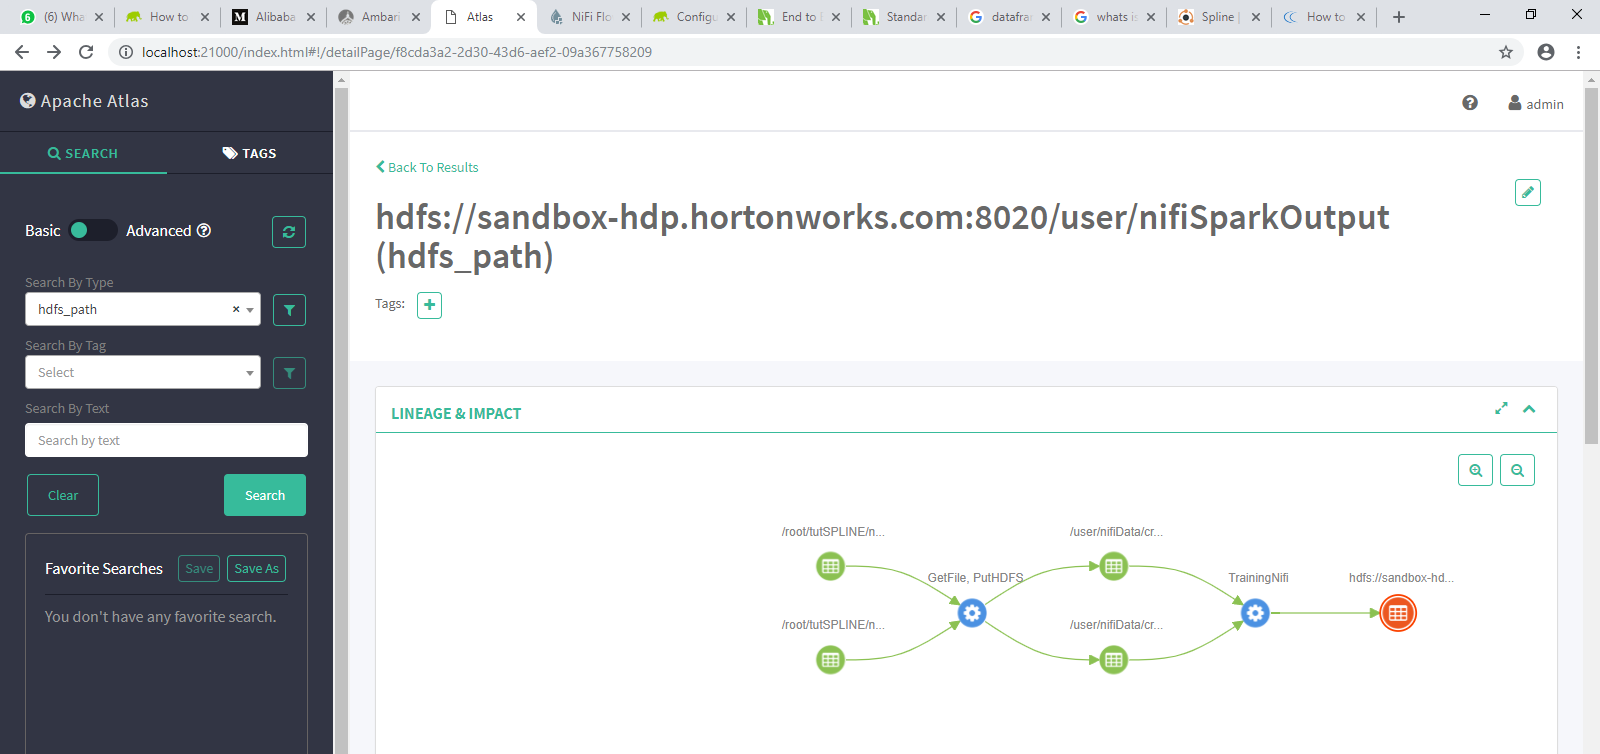 (6) Wha
How to
Alibaba
Ambari
Atlas
NiFi Flo
Configu
End to E
Standar
datafrar
whats is
Spline |
How to
localhost:21000/index.html#!/detailPage/f8cda3a2-2d30-43d6-aef2-09a367758209
Apache Atlas
admin
SEARCH
TAGS
Back To Results
hdfs://sandbox-hdp.hortonworks.com:8020/user/nifiSparkOutput
(hdfs_path)
Tags:
Basic
Advanced
Search By Type
hdfs_path
Search By Tag
Select
Search By Text
Search by text
Clear
Search
Favorite Searches
Save
Save As
You don't have any favorite search.
LINEAGE & IMPACT
/root/tutSPLINE/n...
/user/nifiData/cr...
GetFile, PutHDFS
TrainingNifi
hdfs://sandbox-hd...
/root/tutSPLINE/n...
/user/nifiData/cr...